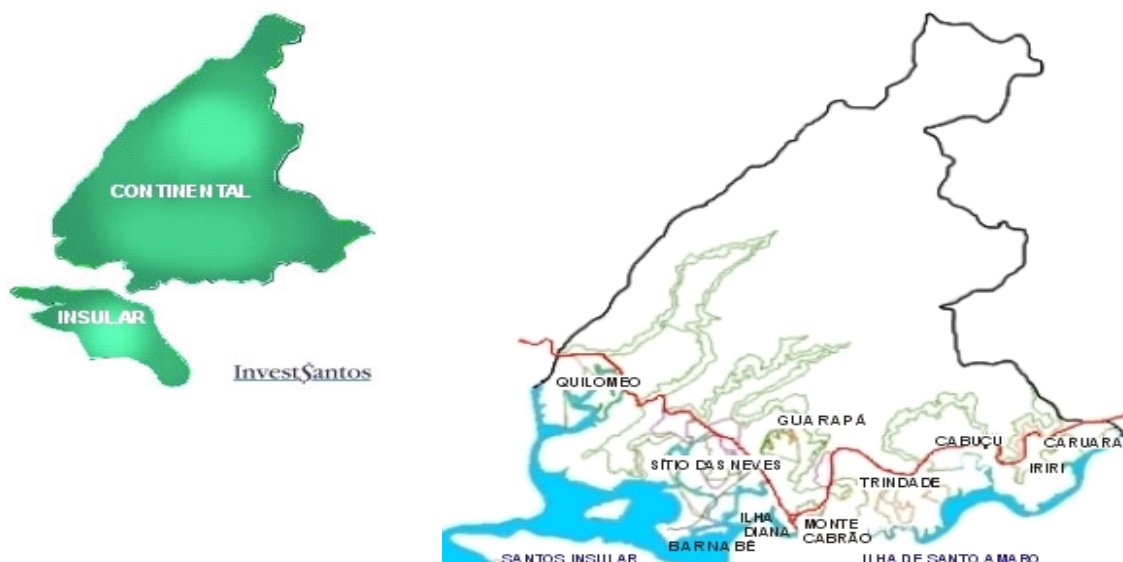 CONTINENTAL
INSULAR
InvestSantos
QUILOMBO
GUARAPÁ
CABUÇU
CARUARA
SÍTIO DAS NEVES
IRIRI
TRINDADE
ILHA
DIANA
MONTE
CABRÃO
BARNABÉ
SANTOS INSULAR
ILHA DE SANTO AMARO